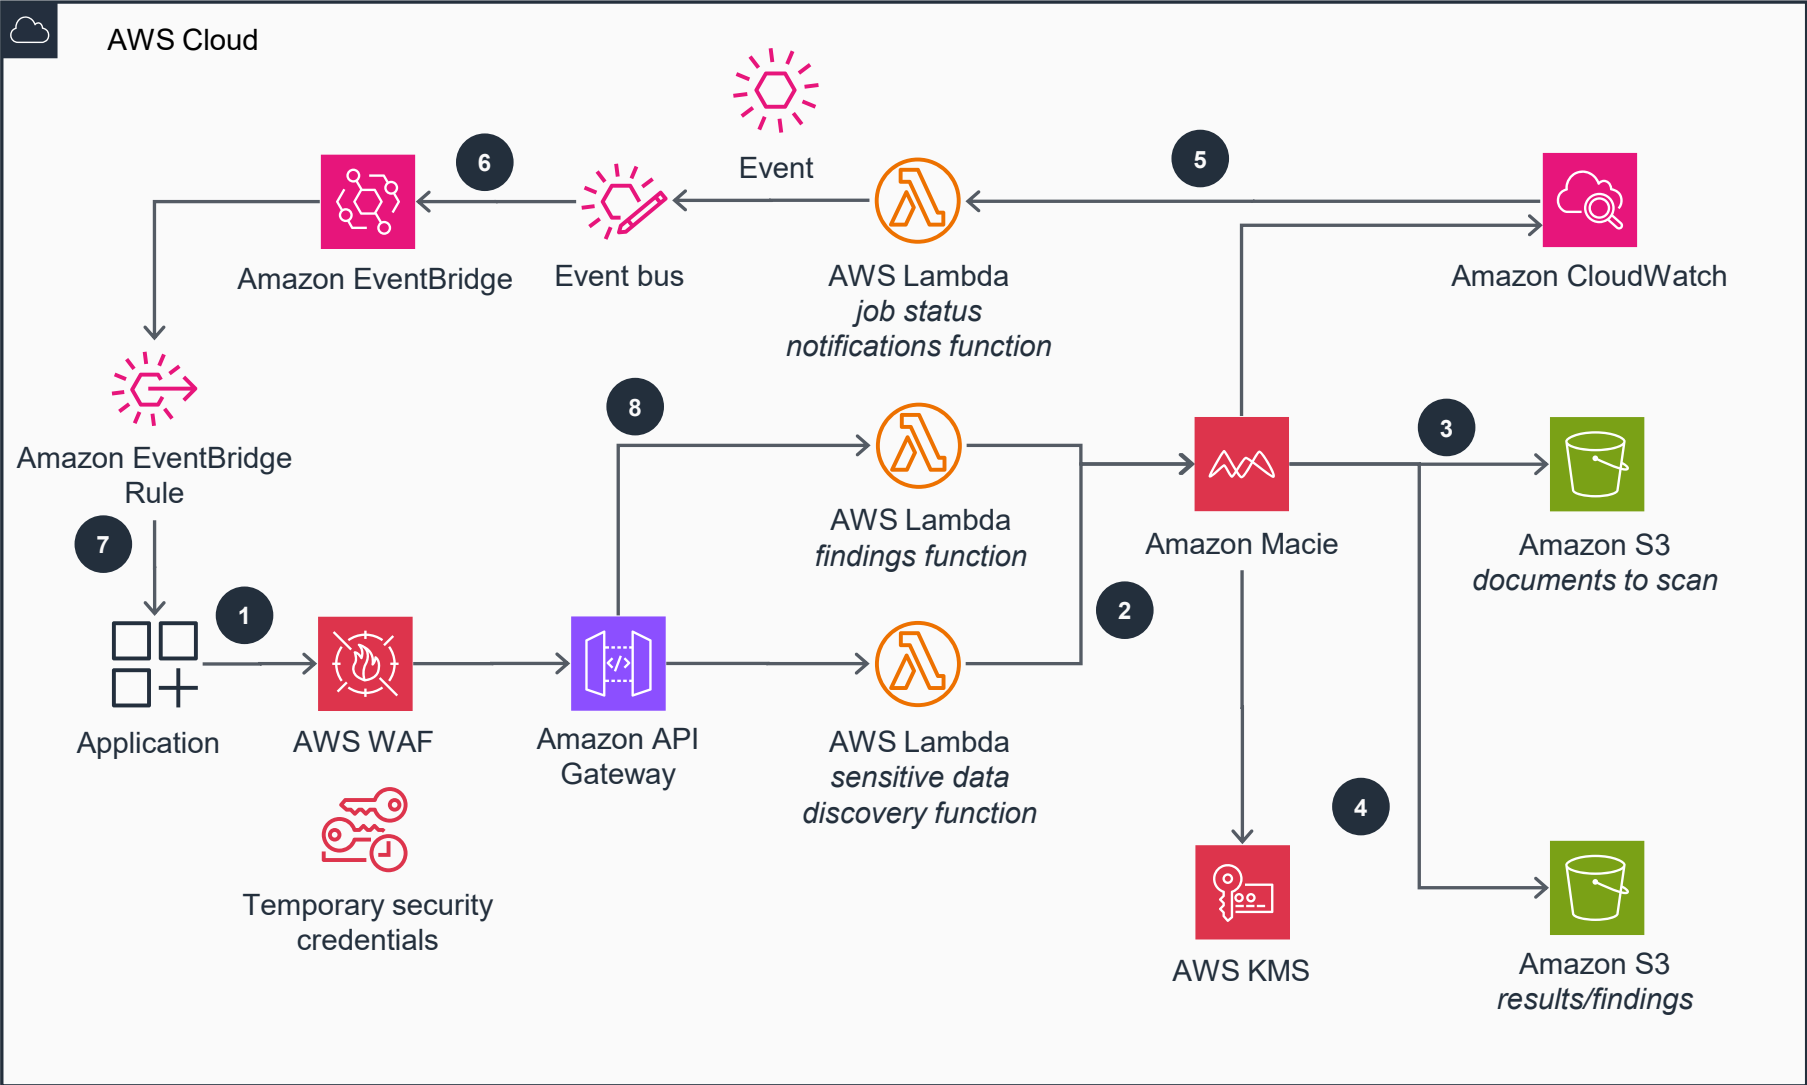 AWS Cloud
Event
5
6
Amazon EventBridge
Event bus
AWS Lambda
job status
notifications function
Amazon CloudWatch
8
3
Amazon EventBridge
Rule
AWS Lambda
findings function
Amazon Macie
Amazon S3
documents to scan
7
1
2
</>
Application
AWS WAF
Amazon API
Gateway
AWS Lambda
sensitive data
discovery function
4
Temporary security
credentials
AWS KMS
Amazon S3
results/findings